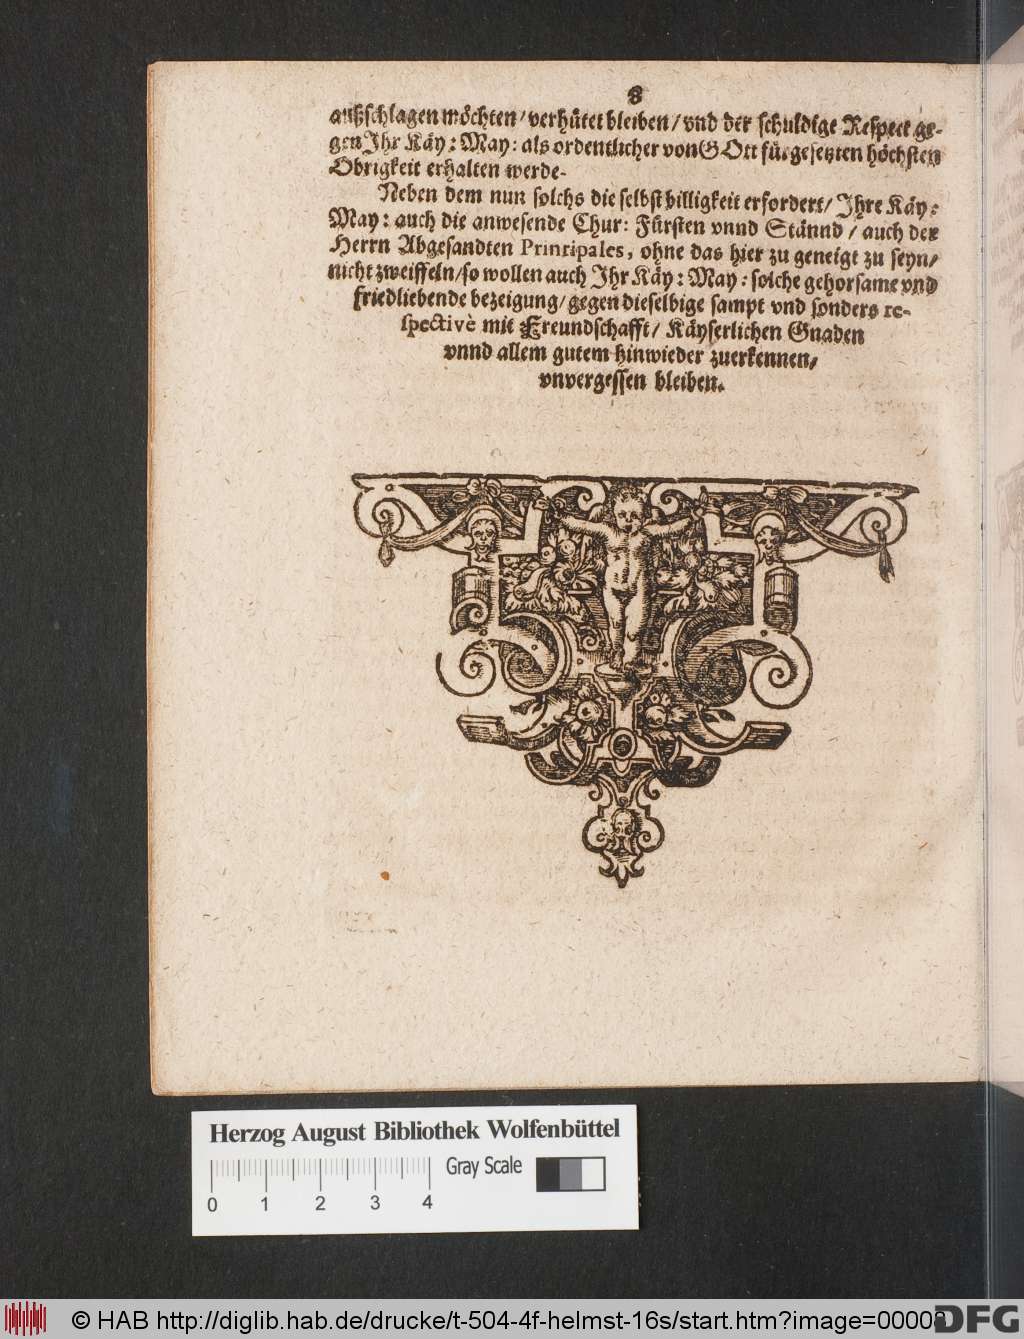 8
außschlagen möchten/ verhütet bleiben/ vnd der schuldige Respect ge-
gen Ihr Käy: May: als ordentlicher von GOtt fürgesetzten höchsten
Obrigkeit erhalten werde.
Neben dem nun solchs die selbst billigkeit erfordert/ Ihre Käy:
May: auch die anwesende Chur: Fürsten vnnd Stännd/ auch der
Herrn Abgesandten Prinripales, ohne das hier zu geneigt zu seyn/
nicht zweiffeln/ so wollen auch Ihr Käy: May: solche gehorsame vnd
friedliebende bezeigung/ gegen dieselbige sampt vnd sonders re-
spectivè mit Freundschafft/ Käyserlichen Gnaden
vnnd allem gutem hinwieder zuerkennen/
vnvergessen bleiben.
Herzog August Bibliothek Wolfenbüttel
Gray Scale
0 1 2 3 4
© HAB http://diglib.hab.de/drucke/t-504-4f-helmst-16s/start.htm?image=00008
DFG